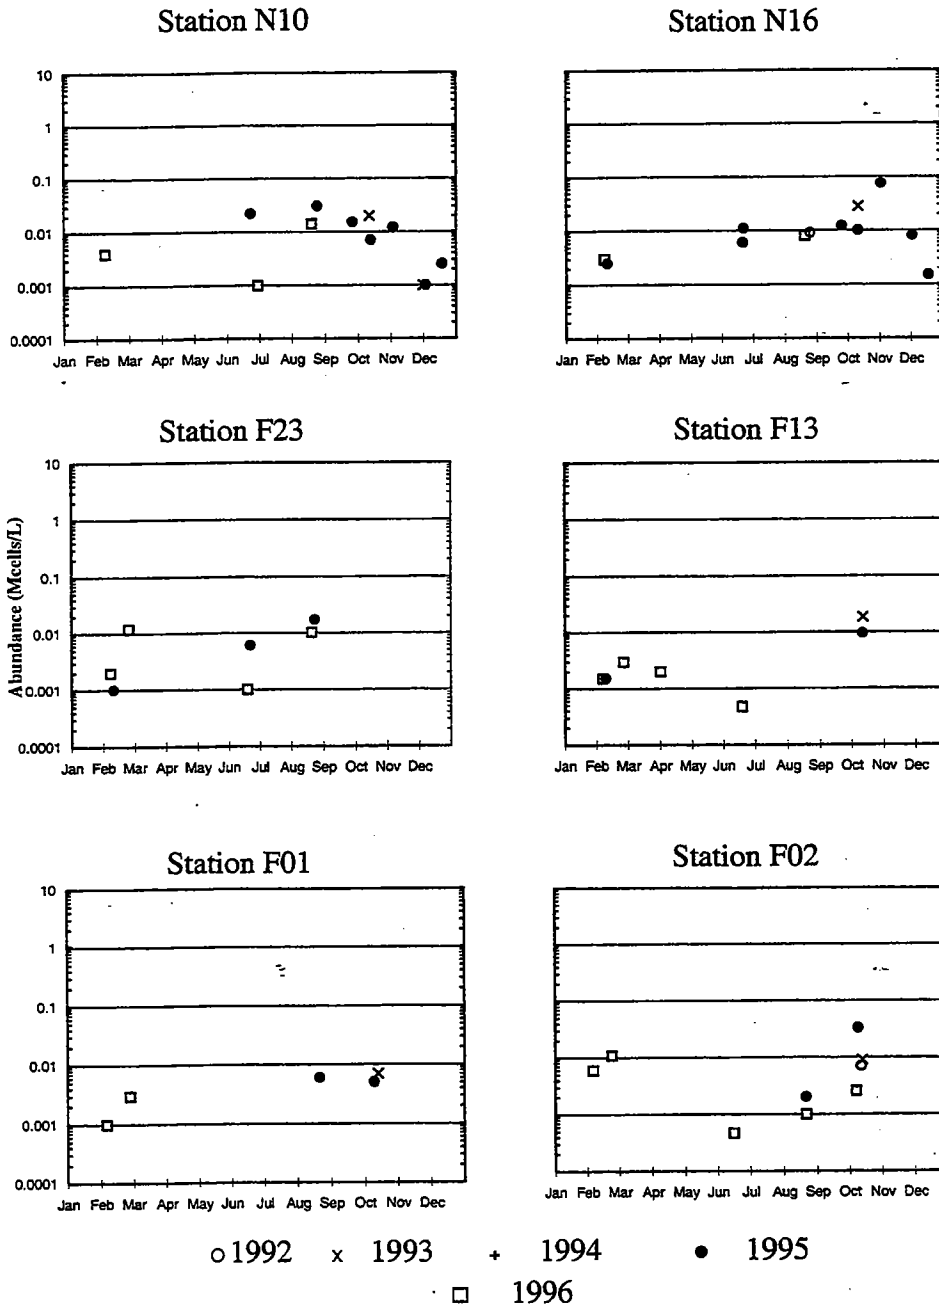 Station N10
Station N16
10
1
0.1
0.01
0.001
0.0001
Jan Feb Mar Apr May Jun Jul Aug Sep Oct Nov Dec
Jan Feb Mar Apr May Jun Jul Aug Sep Oct Nov Dec
Station F23
Station F13
Abundance (Mcells/L)
10
1
0.1
0.01
0.001
0.0001
Jan Feb Mar Apr May Jun Jul Aug Sep Oct Nov Dec
Jan Feb Mar Apr May Jun Jul Aug Sep Oct Nov Dec
Station F01
Station F02
10
1
0.1
0.01
0.001
0.0001
Jan Feb Mar Apr May Jun Jul Aug Sep Oct Nov Dec
Jan Feb Mar Apr May Jun Jul Aug Sep Oct Nov Dec
1992 1993 1994 1995
1996